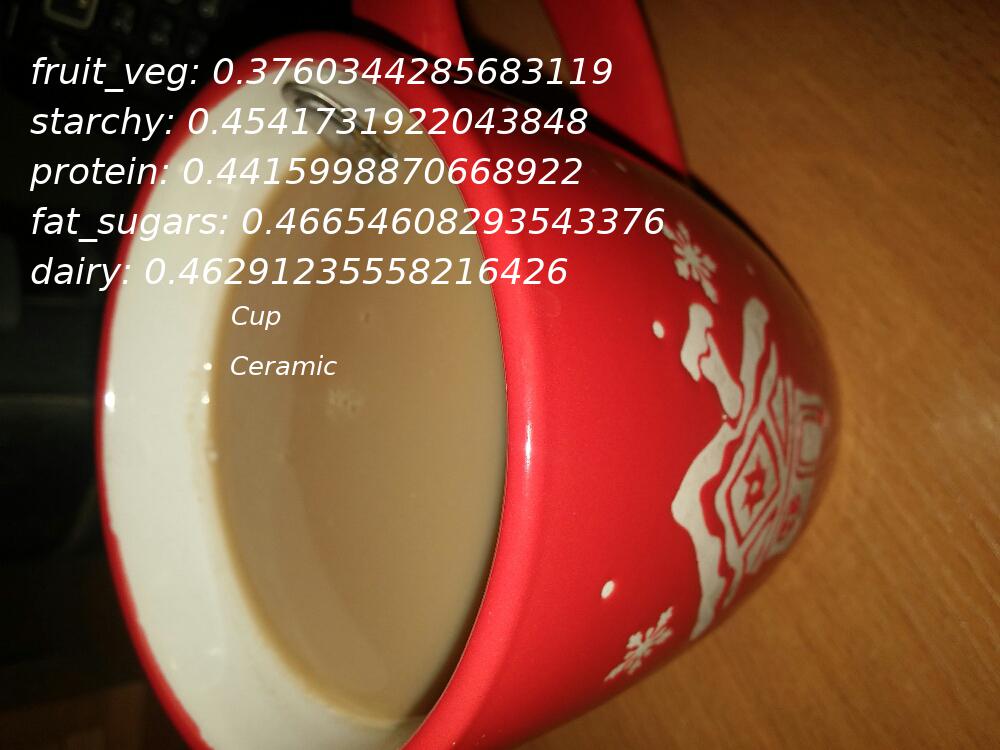 fruit_veg: 0.3760344285683119
starchy: 0.4541731922043848
protein: 0.4415998870668922
fat_sugars: 0.46654608293543376
dairy: 0.46291235558216426
Cup
• Ceramic